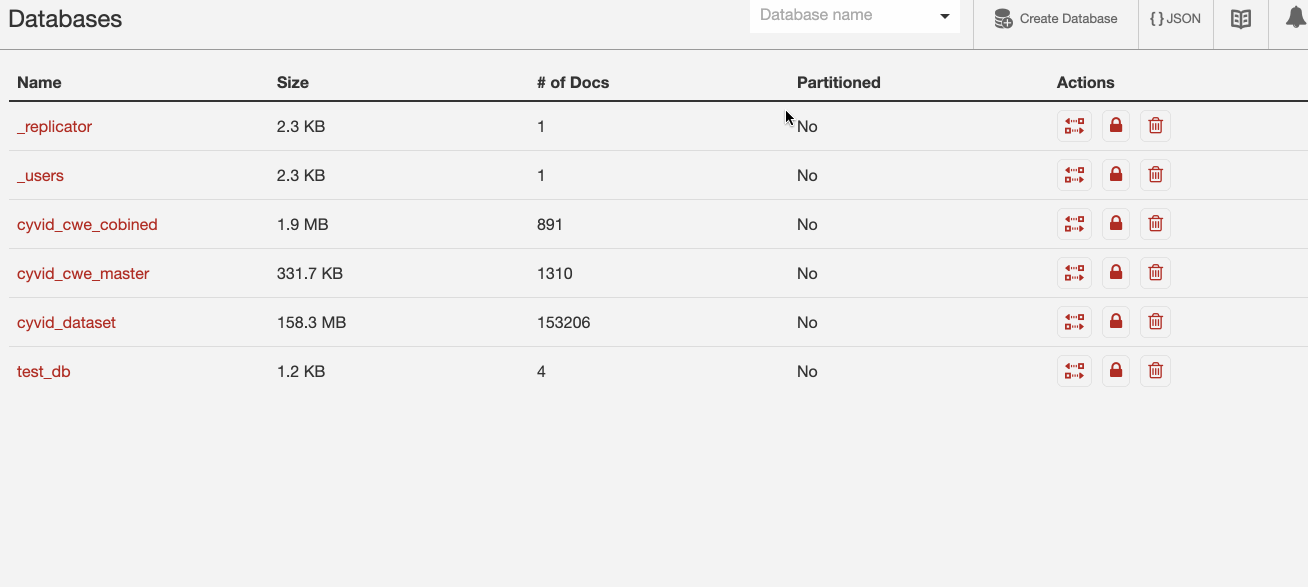 Databases
Database name
Create Database
{ } JSON
Name Size # of Docs Partitioned Actions
_replicator 2.3 KB 1 No
_users 2.3 KB 1 No
cyvid_cwe_cobined 1.9 MB 891 No
cyvid_cwe_master 331.7 KB 1310 No
cyvid_dataset 158.3 MB 153206 No
test_db 1.2 KB 4 No